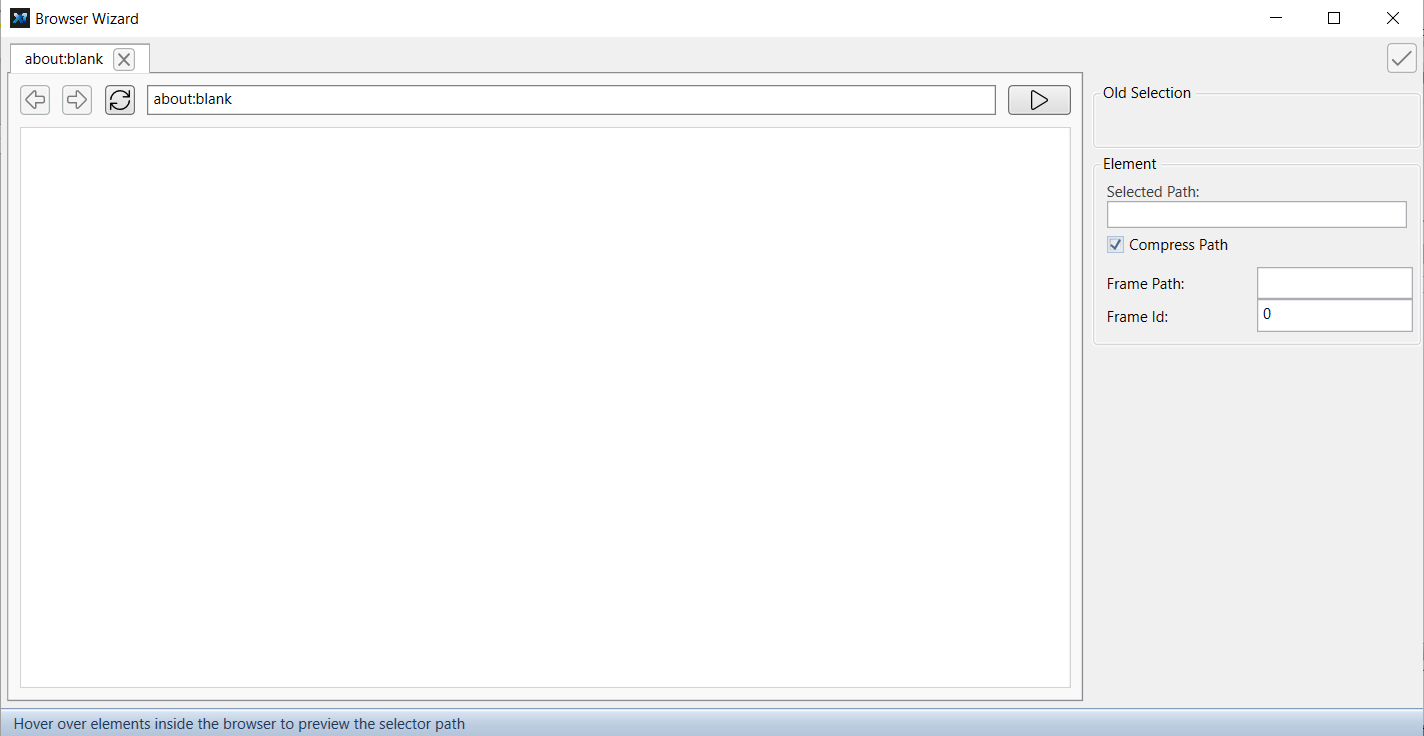 Browser Wizard
about:blank
about:blank
Old Selection
Element
Selected Path:
Compress Path
Frame Path:
Frame Id:
0
Hover over elements inside the browser to preview the selector path